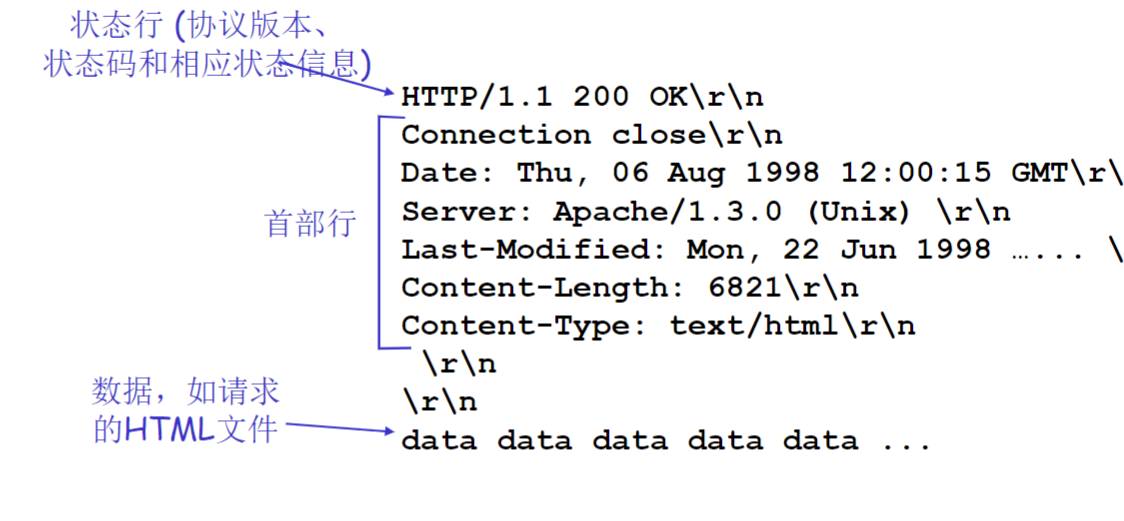 状态行 (协议版本、
状态码和相应状态信息)
HTTP/1.1 200 OK\r\n
Connection close\r\n
Date: Thu, 06 Aug 1998 12:00:15 GMT\r\
首部行
Server: Apache/1.3.0 (Unix) \r\n
Last-Modified: Mon, 22 Jun 1998 …... \
Content-Length: 6821\r\n
Content-Type: text/html\r\n
\r\n
\r\n
数据，如请求
的HTML文件
data data data data data ...